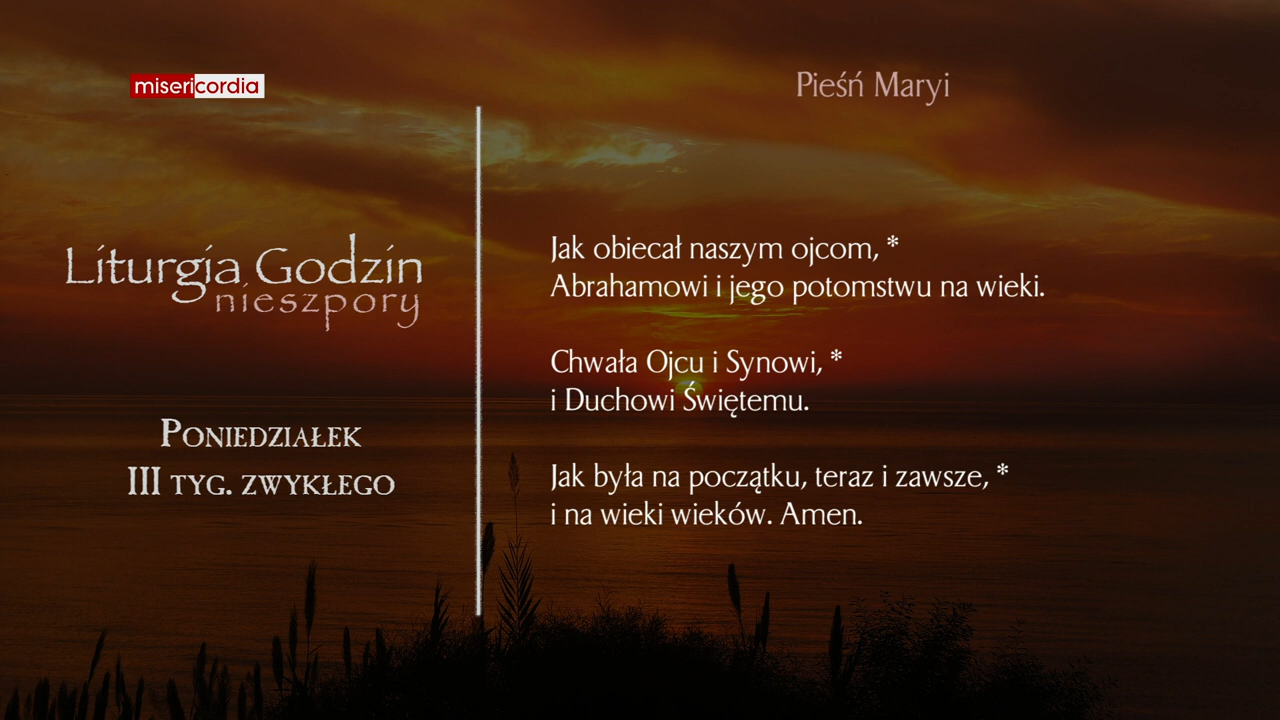 misericordia
Pieśń Maryi
Liturgia Godzin
nieszpory
Poniedziałek
III tyg. zwykłego
Jak obiecał naszym ojcom, *
Abrahamowi i jego potomstwu na wieki.
Chwała Ojcu i Synowi, *
i Duchowi Świętemu.
Jak była na początku, teraz i zawsze, *
i na wieki wieków. Amen.